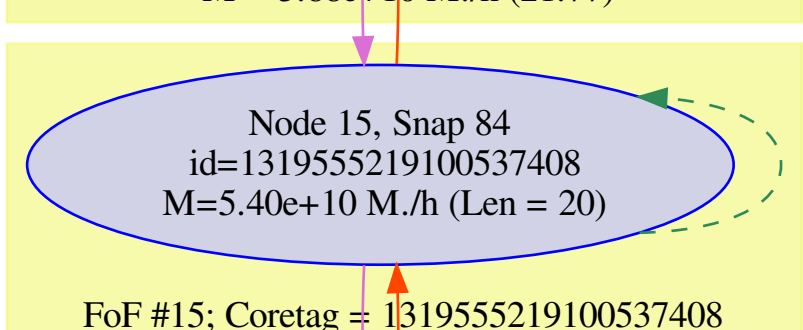 Node 15, Snap 84
id=1319555219100537408
M=5.40e+10 M./h (Len = 20)
FoF #15; Coretag = 1319555219100537408